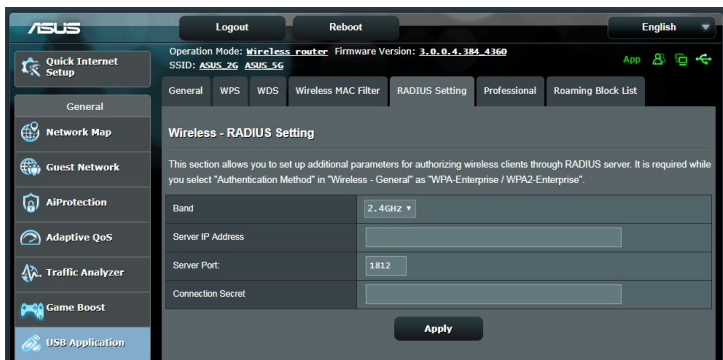 ASUS
Logout
Reboot
English
Quick Internet
Setup
Operation Mode: Wireless router Firmware Version: 3.0.0.4.384_4360
SSID: ASUS_2G ASUS_5G
App
General
WPS
WDS
Wireless MAC Filter
RADIUS Setting
Professional
Roaming Block List
General
Network Map
Guest Network
AiProtection
Adaptive QoS
Traffic Analyzer
Game Boost
USB Application
Wireless - RADIUS Setting
This section allows you to set up additional parameters for authorizing wireless clients through RADIUS server. It is required while
you select "Authentication Method" in "Wireless - General" as "WPA-Enterprise / WPA2-Enterprise".
Band
2.4GHz
Server IP Address
Server Port:
1812
Connection Secret
Apply